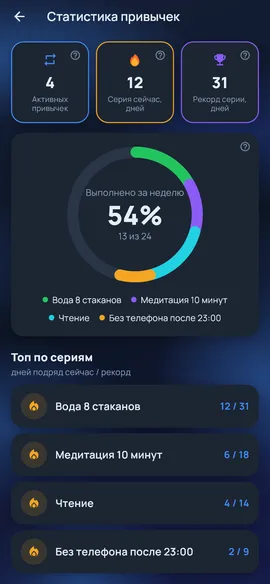 Статистика привычек
4
Активных
привычек
12
Серия сейчас,
дней
31
Рекорд серии,
дней
Выполнено за неделю
54%
13 из 24
Вода 8 стаканов
Медитация 10 минут
Чтение
Без телефона после 23:00
Топ по сериям
дней подряд сейчас / рекорд
Вода 8 стаканов 12 / 31
Медитация 10 минут 6 / 18
Чтение 4 / 14
Без телефона после 23:00 2 / 9